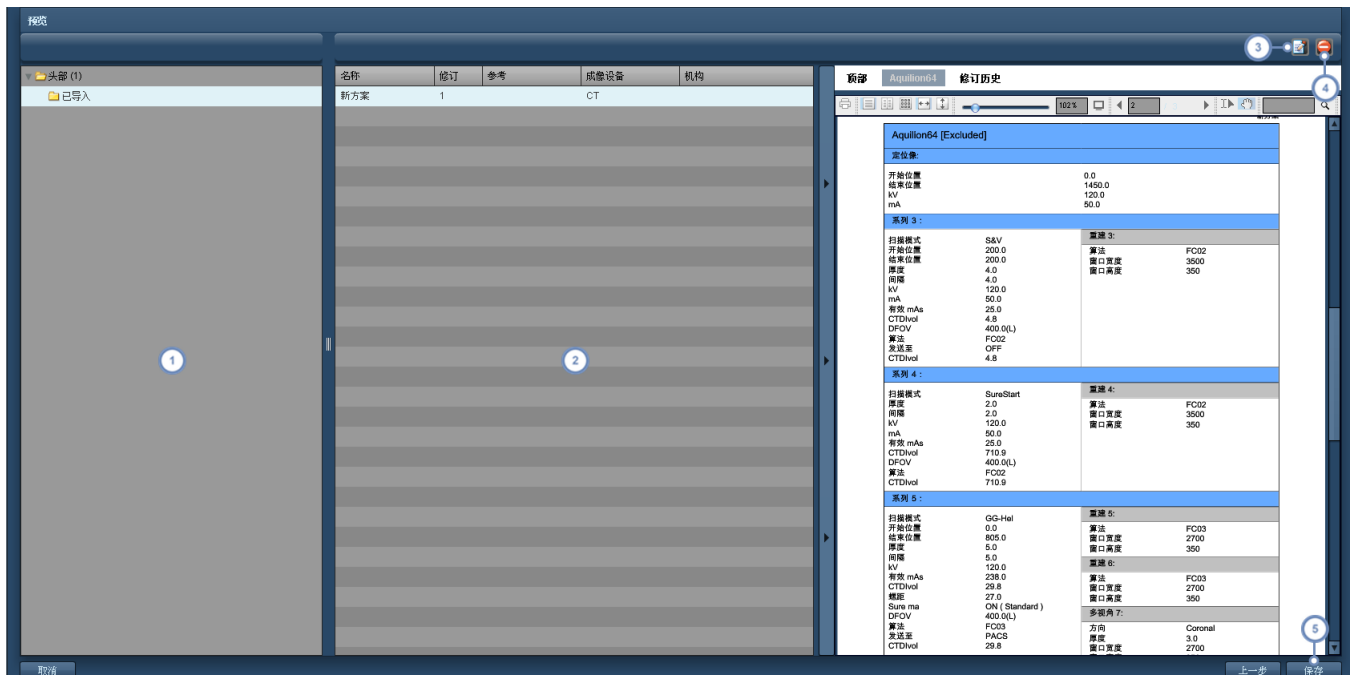 预览
3
4
头部 (1)
已导入
名称 修订 参考 成像设备 机构
新方案 1 CT
1
2
顶部 Aquilion64 修订历史
102% 2
Aquilion64 [Excluded]
定位像:
开始位置 0.0
结束位置 1450.0
kV 120.0
mA 50.0
系列 3 :
扫描模式 S&V
开始位置 200.0
结束位置 200.0
厚度 4.0
间隔 4.0
kV 120.0
mA 50.0
有效 mAs 25.0
CTDIvol 4.8
DFOV 400.0(L)
算法 FC02
发送至 OFF
CTDIvol 4.8
重建 3:
算法 FC02
窗口宽度 3500
窗口高度 350
系列 4 :
扫描模式 SureStart
厚度 2.0
间隔 2.0
kV 120.0
mA 50.0
有效 mAs 25.0
CTDIvol 710.9
DFOV 400.0(L)
算法 FC02
CTDIvol 710.9
重建 4:
算法 FC02
窗口宽度 3500
窗口高度 350
系列 5 :
扫描模式 GG-Hel
开始位置 0.0
结束位置 805.0
厚度 5.0
间隔 5.0
kV 120.0
有效 mAs 238.0
CTDIvol 29.8
螺距 27.0
Sure ma ON ( Standard )
DFOV 400.0(L)
算法 FC03
发送至 PACS
CTDIvol 29.8
重建 5:
算法 FC03
窗口宽度 2700
窗口高度 350
重建 6:
算法 FC03
窗口宽度 2700
窗口高度 350
多视角 7:
方向 Coronal
厚度 3.0
窗口宽度 2700
5
取消 上一步 保存